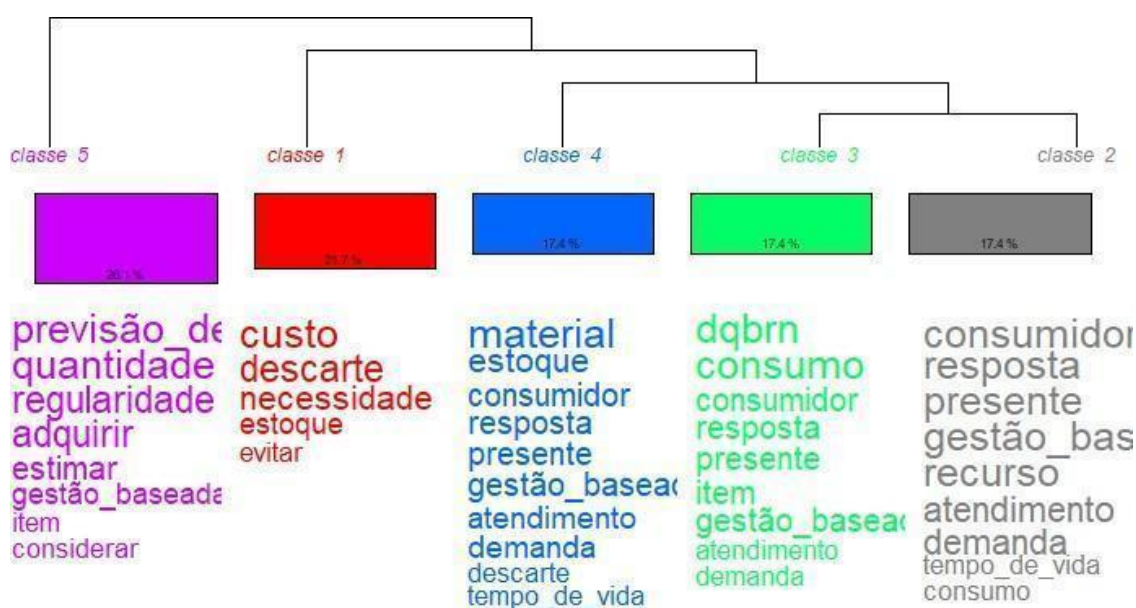 classe 5
classe 1
classe 4
classe 3
classe 2
26,1 %
21,7 %
17,4 %
17,4 %
17,4 %
previsão_de
quantidade
regularidade
adquirir
estimar
gestão_baseada
item
considerar
custo
descarte
necessidade
estoque
evitar
material
estoque
consumidor
resposta
presente
gestão_basead
atendimento
demanda
descarte
tempo_de_vida
dqbrn
consumo
consumidor
resposta
presente
item
gestão_basead
atendimento
demanda
consumidor
resposta
presente
gestão_bas
recurso
atendimento
demanda
tempo_de_vida
consumo